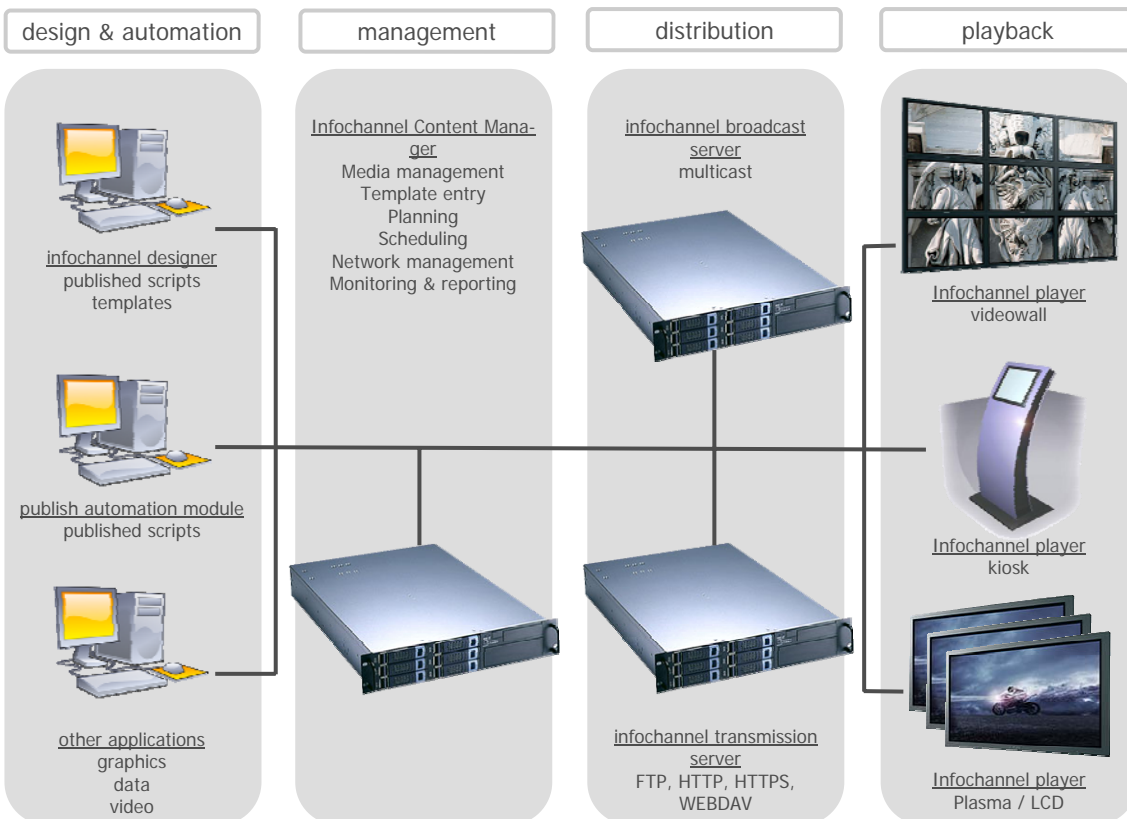 design & automation
management
distribution
playback
infochannel designer
published scripts
templates
publish automation module
published scripts
other applications
graphics
data
video
Infochannel Content Mana-
ger
Media management
Template entry
Planning
Scheduling
Network management
Monitoring & reporting
infochannel broadcast
server
multicast
infochannel transmission
server
FTP, HTTP, HTTPS,
WEBDAV
Infochannel player
videowall
Infochannel player
kiosk
Infochannel player
Plasma / LCD